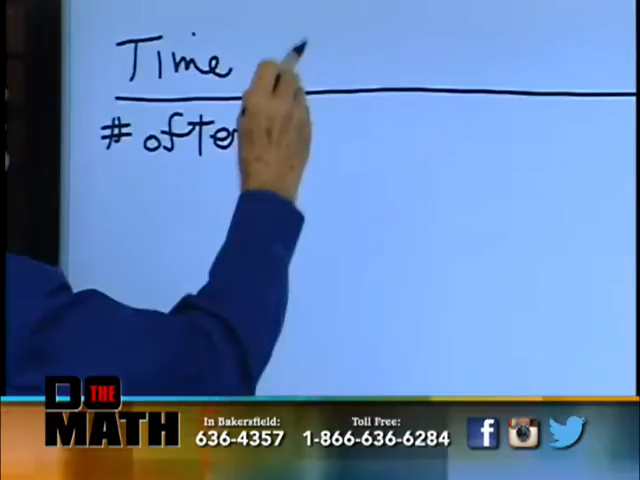 Time
# ofte
DO THE
MATH
In Bakersfield:
636-4357
Toll Free:
1-866-636-6284